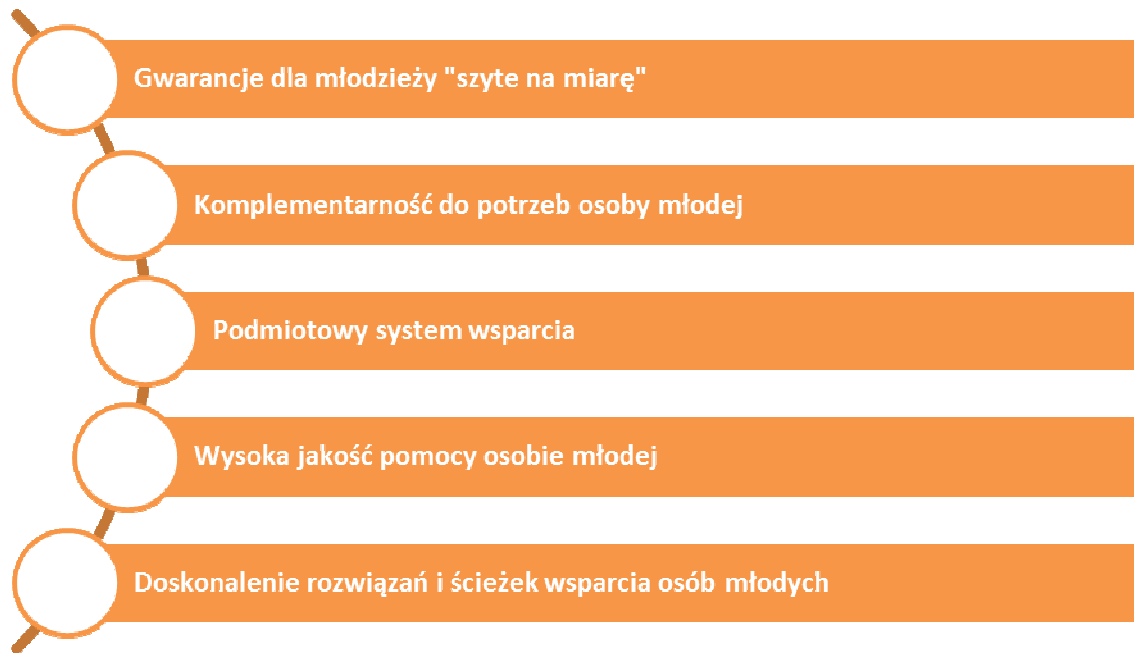 Gwarancje dla młodzieży "szyte na miarę"
Komplementarność do potrzeb osoby młodej
Podmiotowy system wsparcia
Wysoka jakość pomocy osobie młodej
Doskonalenie rozwiązań i ścieżek wsparcia osób młodych